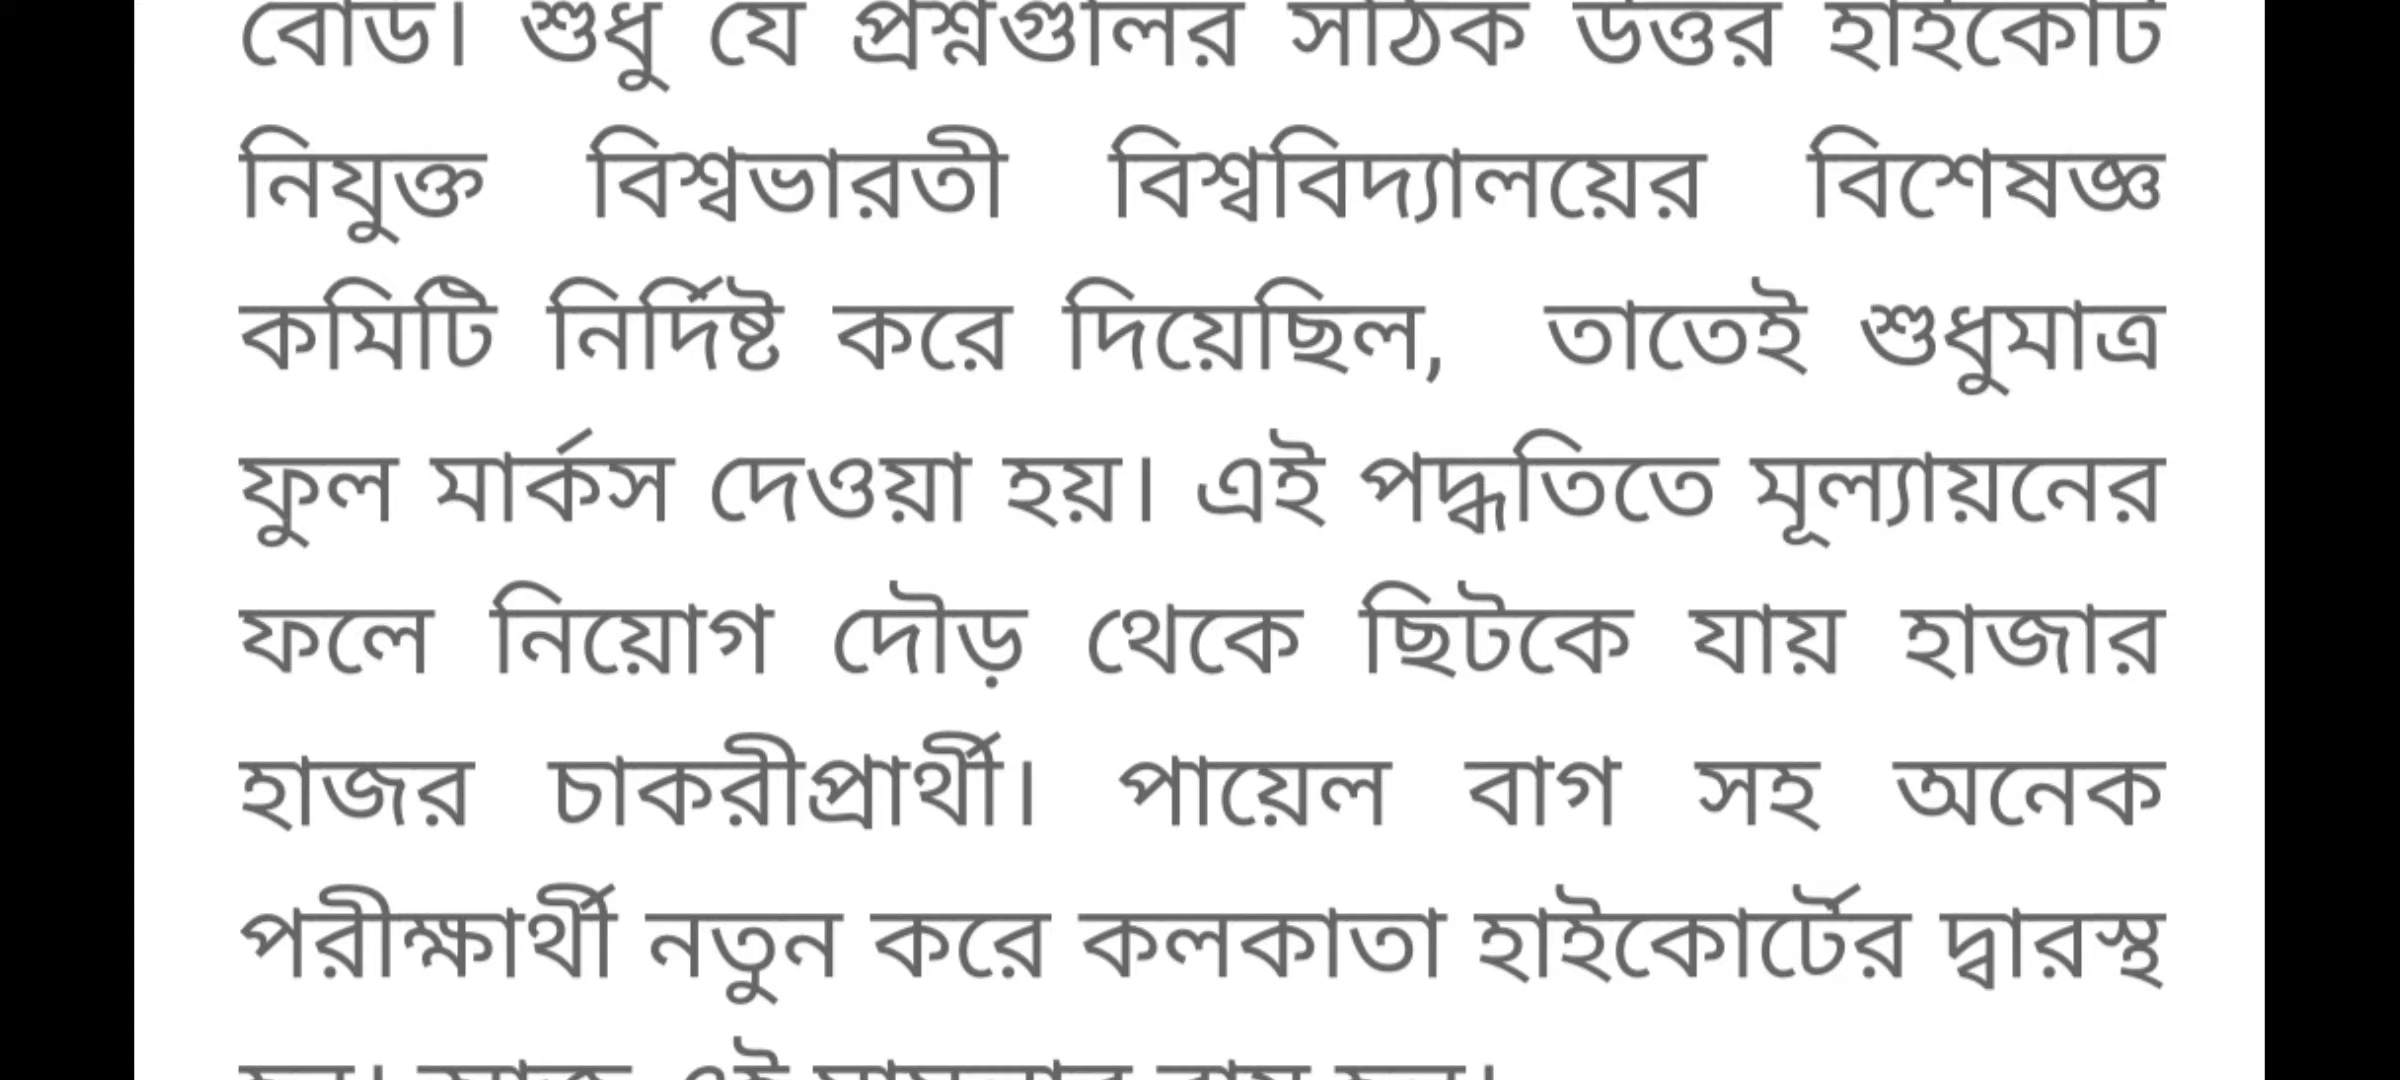 বোর্ড। শুধু যে প্রশ্নগুলির সঠিক উত্তর হাইকোর্ট
নিযুক্ত বিশ্বভারতী বিশ্ববিদ্যালয়ের বিশেষজ্ঞ
কমিটি নির্দিষ্ট করে দিয়েছিল, তাতেই শুধুমাত্র
ফুল মার্কস দেওয়া হয়। এই পদ্ধতিতে মূল্যায়নের
ফলে নিয়োগ দৌড় থেকে ছিটকে যায় হাজার
হাজর চাকরীপ্রার্থী। পায়েল বাগ সহ অনেক
পরীক্ষার্থী নতুন করে কলকাতা হাইকোর্টের দ্বারস্থ